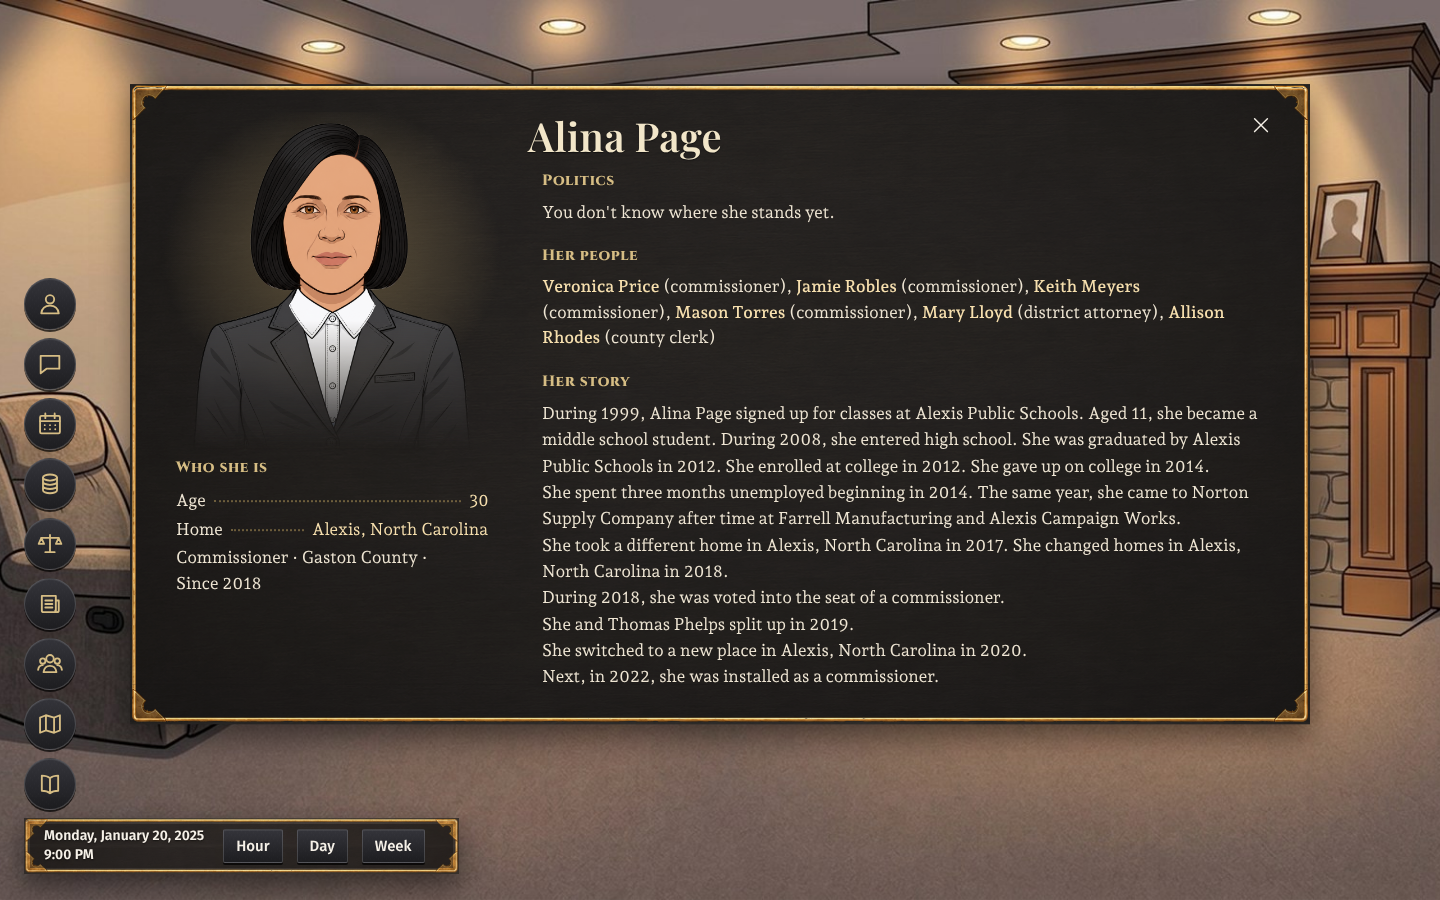 Alina Page
Politics
You don't know where she stands yet.
Her people
Veronica Price (commissioner), Jamie Robles (commissioner), Keith Meyers
(commissioner), Mason Torres (commissioner), Mary Lloyd (district attorney), Allison
Rhodes (county clerk)
Her story
During 1999, Alina Page signed up for classes at Alexis Public Schools. Aged 11, she became a
middle school student. During 2008, she entered high school. She was graduated by Alexis
Public Schools in 2012. She enrolled at college in 2012. She gave up on college in 2014.
She spent three months unemployed beginning in 2014. The same year, she came to Norton
Supply Company after time at Farrell Manufacturing and Alexis Campaign Works.
She took a different home in Alexis, North Carolina in 2017. She changed homes in Alexis,
North Carolina in 2018.
During 2018, she was voted into the seat of a commissioner.
She and Thomas Phelps split up in 2019.
She switched to a new place in Alexis, North Carolina in 2020.
Next, in 2022, she was installed as a commissioner.
Who she is
Age 30
Home Alexis, North Carolina
Commissioner · Gaston County ·
Since 2018
Monday, January 20, 2025
9:00 PM
Hour
Day
Week